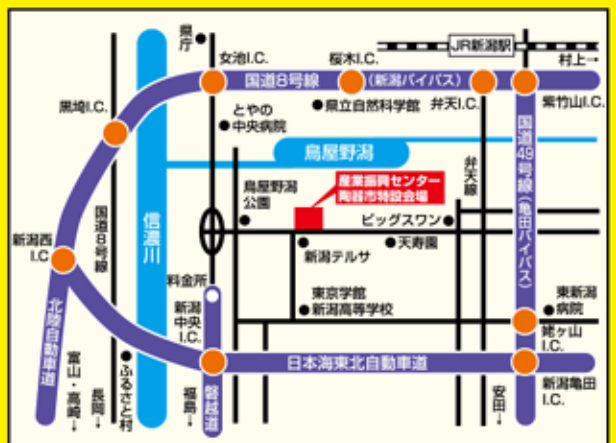 県庁
女池I.C.
桜木I.C.
JR新潟駅
村上→
国道8号線
(新潟バイパス)
黒埼I.C.
とやの
中央病院
県立自然科学館
弁天I.C.
紫竹山I.C.
鳥屋野潟
国道49号線(亀田バイパス)
弁天線
産業振興センター
陶器市特設会場
鳥屋野潟
公園
ビッグスワン
国道8号線
信濃川
新潟西
I.C
新潟テルサ
天寿園
料金所
新潟
中央
I.C.
東京学館
新潟高等学校
東新潟
病院
姥ヶ山
I.C.
北陸自動車道
日本海東北自動車道
新潟亀田
I.C.
富山・高崎→
長岡→
ふるさと村
福島→
磐越道
安田→